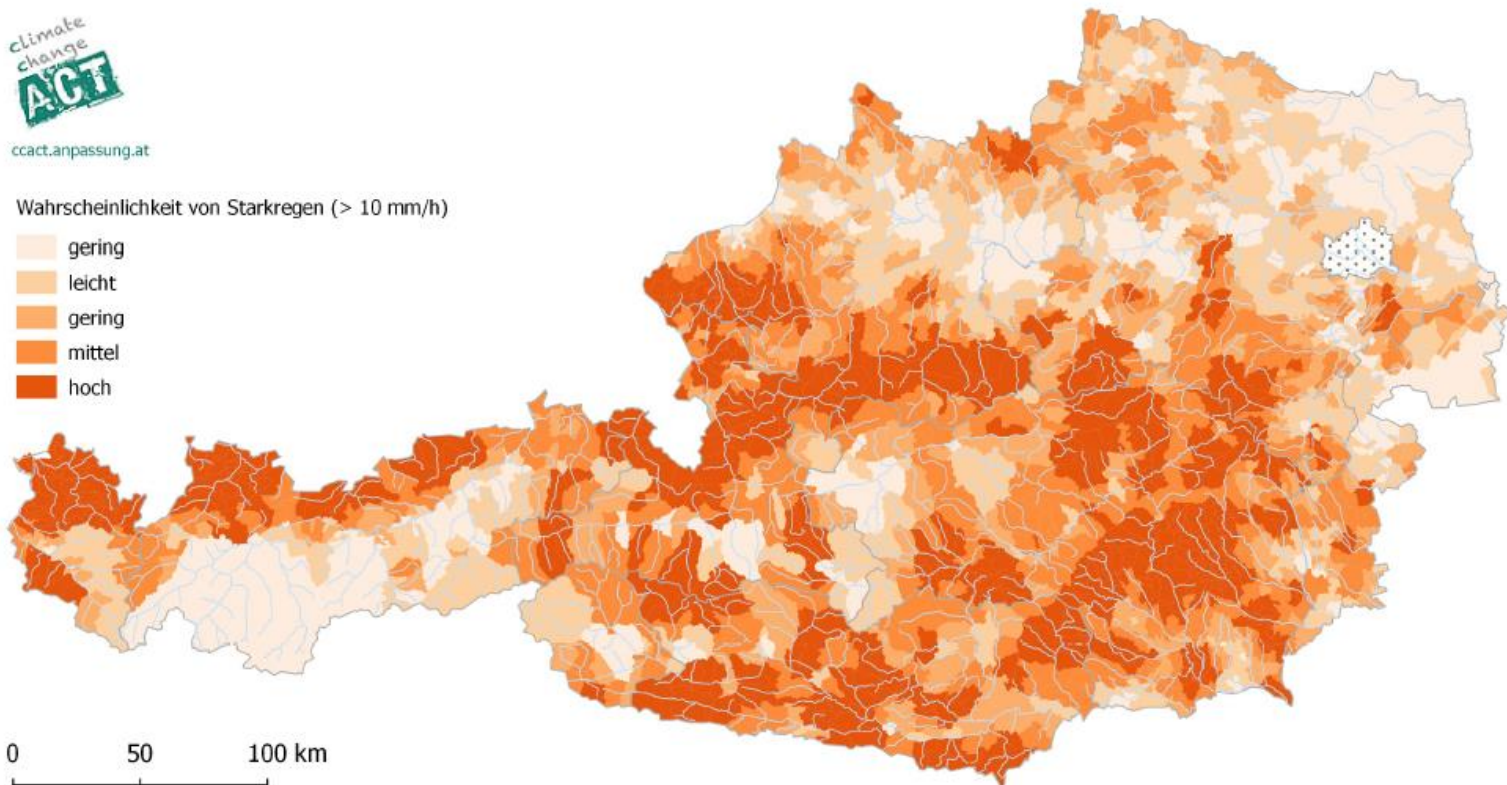 climate
change
ACT
ccact.anpassung.at
Wahrscheinlichkeit von Starkregen (> 10 mm/h)
gering
leicht
gering
mittel
hoch
0 50 100 km